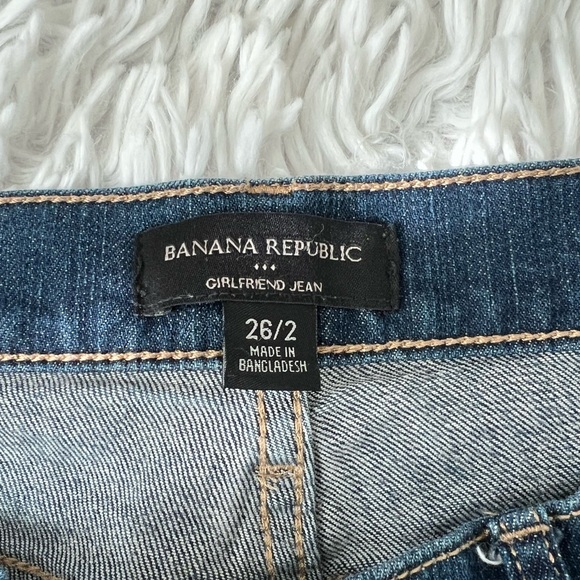 BANANA REPUBLIC
GIRLFRIEND JEAN
26/2
MADE IN
BANGLADESH